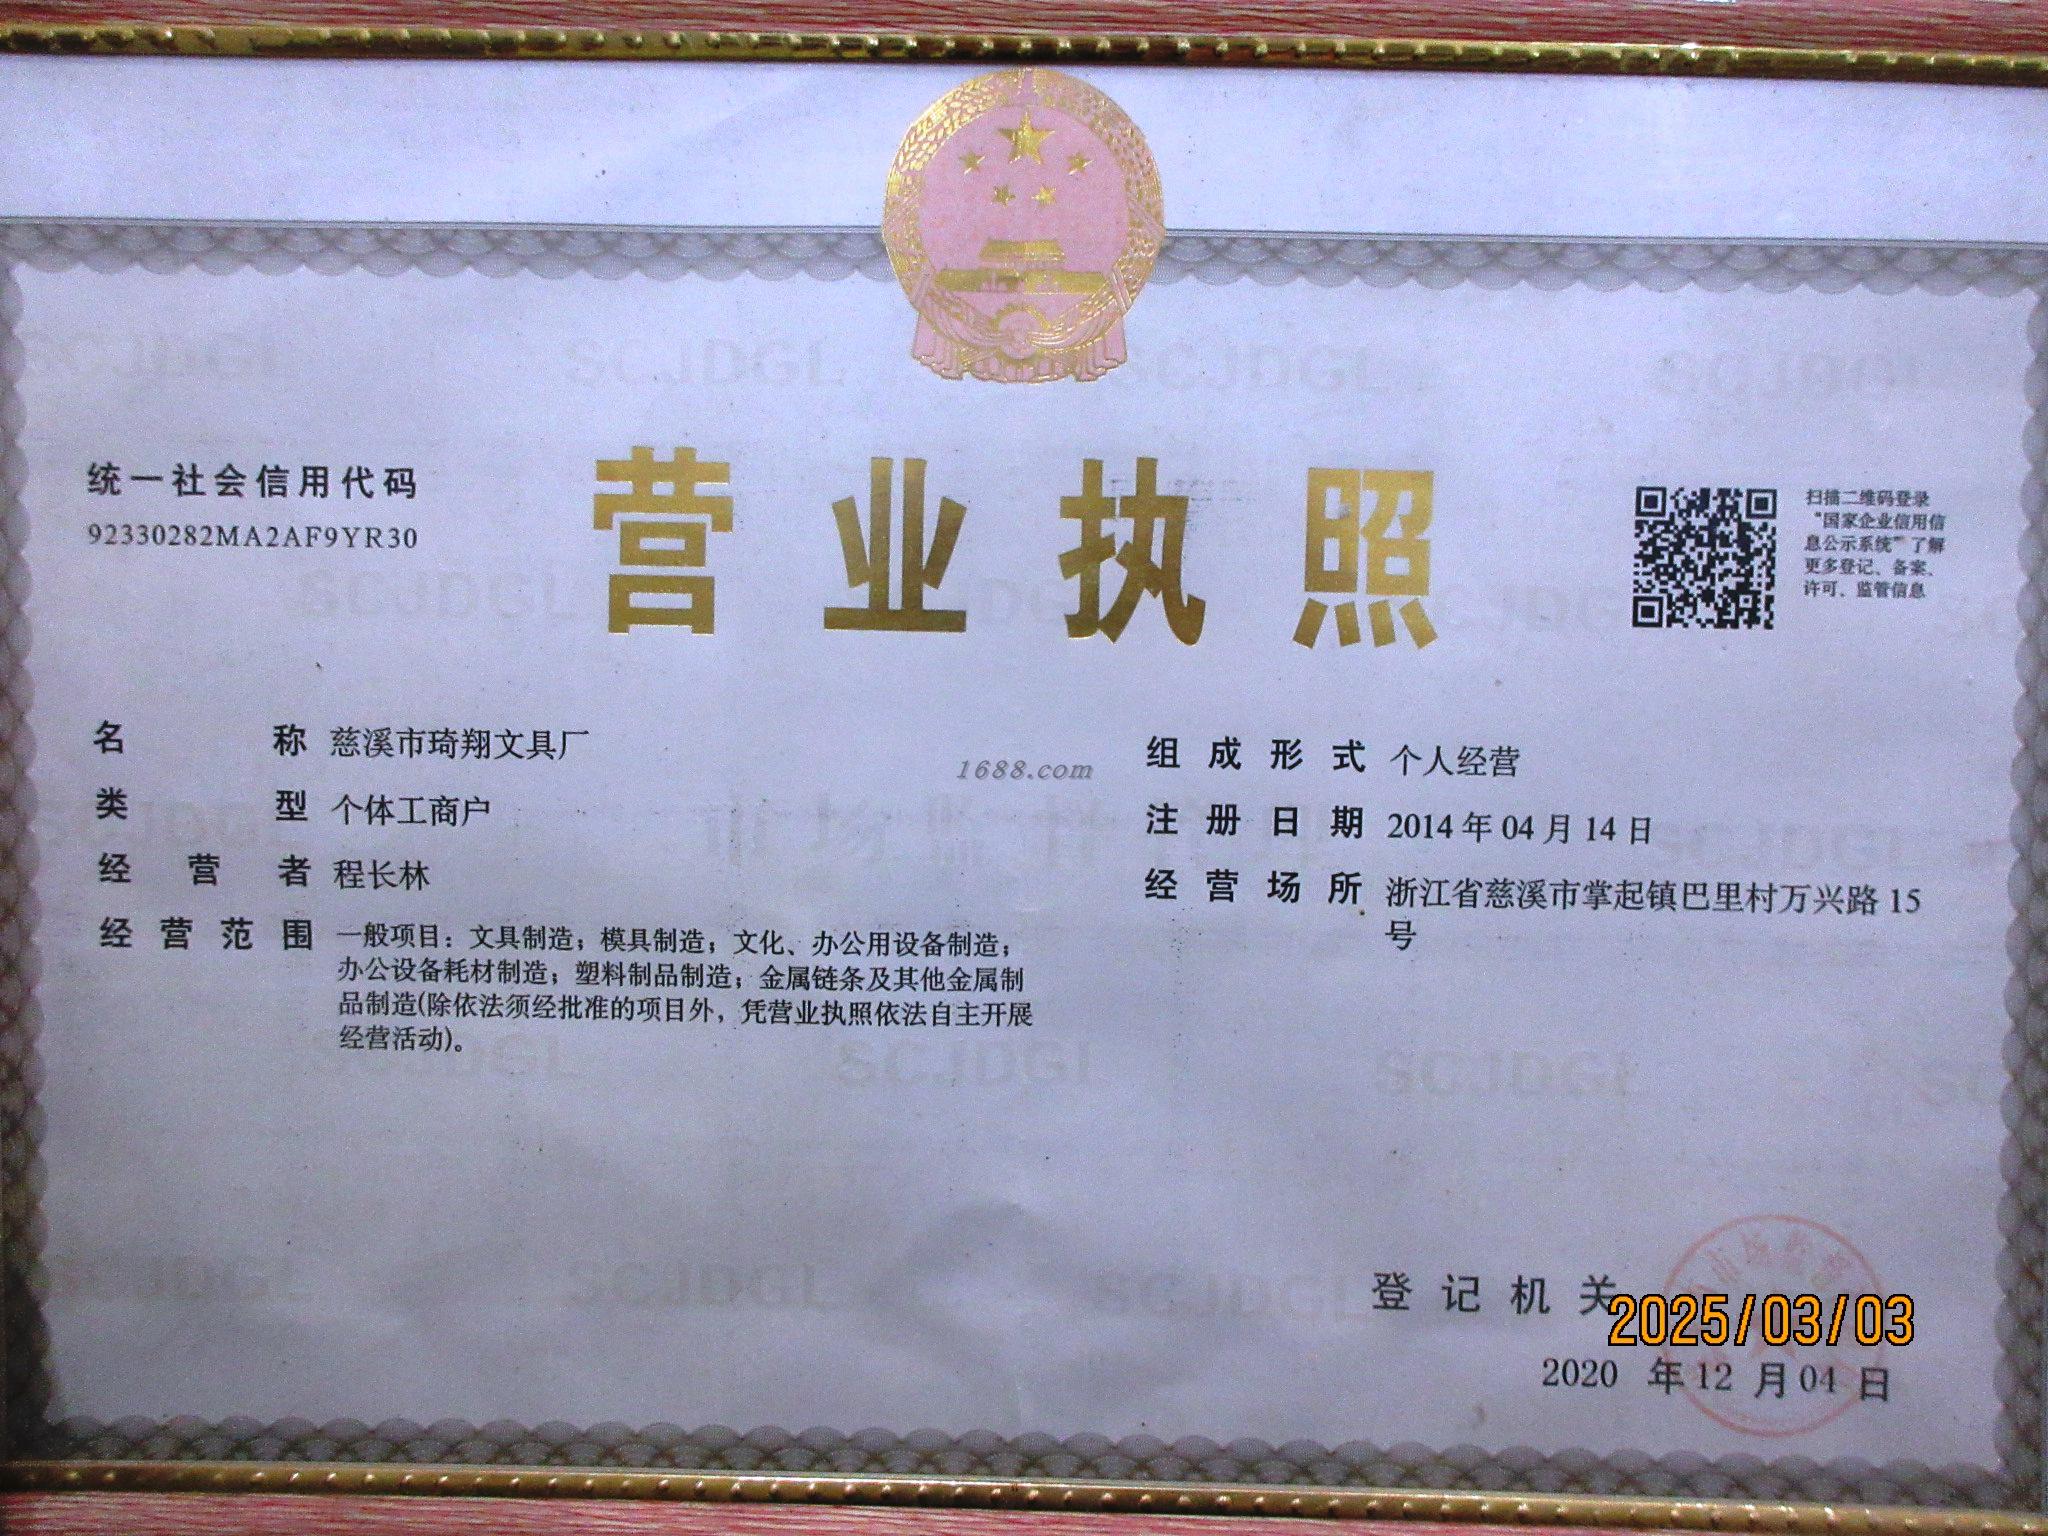 统一社会信用代码
92330282MA2AF9YR30
营业执照
扫描二维码登录
“国家企业信用信
息公示系统”了解
更多登记、备案、
许可、监管信息
名称 慈溪市琦翔文具厂
类型 个体工商户
经营者 程长林
经营范围 一般项目：文具制造；模具制造；文化、办公用设备制造；
办公设备耗材制造；塑料制品制造；金属链条及其他金属制
品制造(除依法须经批准的项目外，凭营业执照依法自主开展
经营活动)。
1688.com
组成形式 个人经营
注册日期 2014年04月14日
经营场所 浙江省慈溪市掌起镇巴里村万兴路15
号
登记机关
2025/03/03
2020 年12 月04 日
SCJDGL